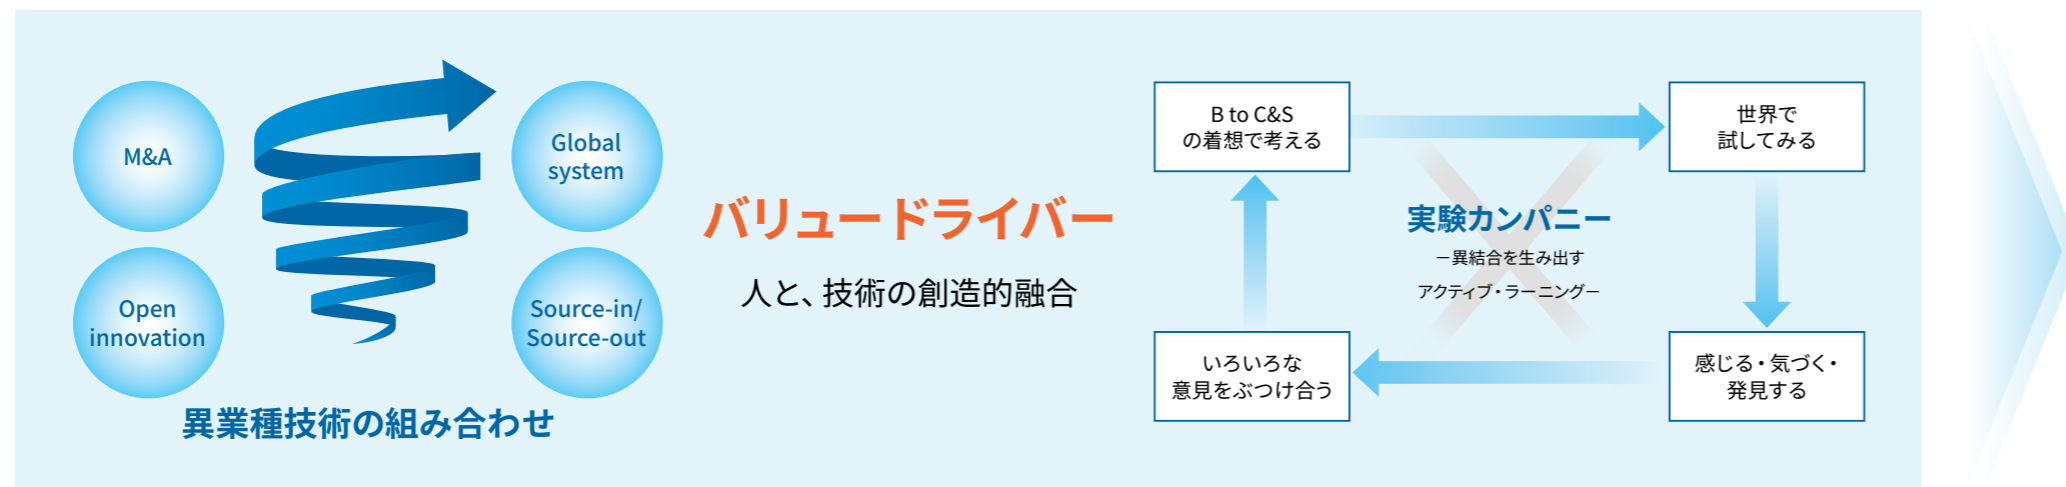 M&A
Global
system
Open
innovation
Source-in/
Source-out
異業種技術の組み合わせ
バリュードライバー
人と、技術の創造的融合
B to C&S
の着想で考える
世界で
試してみる
実験カンパニー
ー異結合を生み出す
アクティブ・ラーニングー
いろいろな
意見をぶつけ合う
感じる・気づく・
発見する